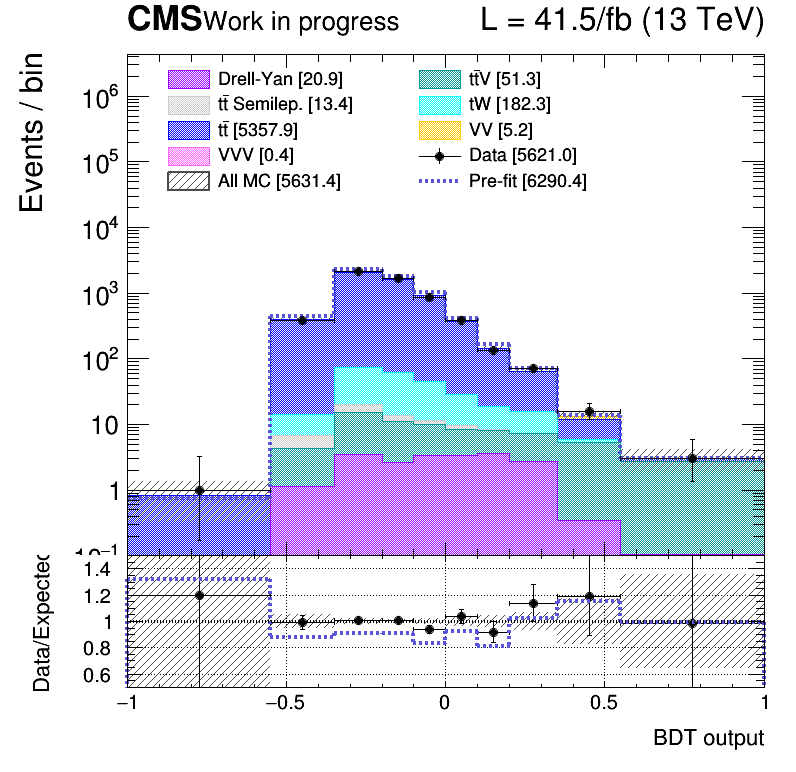 CMS Work in progress L = 41.5/fb (13 TeV)
Events / bin
Drell-Yan [20.9] tt̄V [51.3]
tt̄ Semilep. [13.4] tW [182.3]
tt̄ [5357.9] VV [5.2]
VVV [0.4] Data [5621.0]
All MC [5631.4] Pre-fit [6290.4]
10⁶
10⁵
10⁴
10³
10²
10
1
10⁻¹
Data/Expected
1.4
1.2
1
0.8
0.6
−1 −0.5 0 0.5 1
BDT output